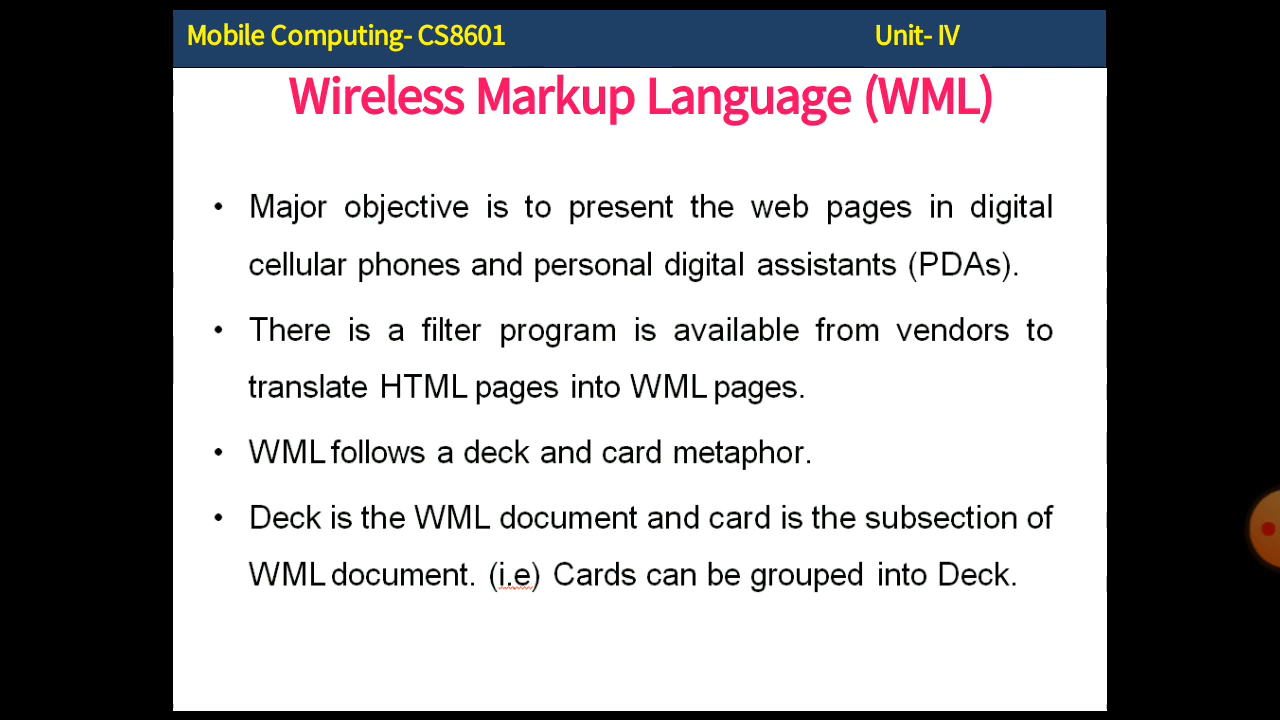 Mobile Computing- CS8601 Unit- IV
Wireless Markup Language (WML)
• Major objective is to present the web pages in digital
cellular phones and personal digital assistants (PDAs).
• There is a filter program is available from vendors to
translate HTML pages into WML pages.
• WML follows a deck and card metaphor.
• Deck is the WML document and card is the subsection of
WML document. (i.e) Cards can be grouped into Deck.